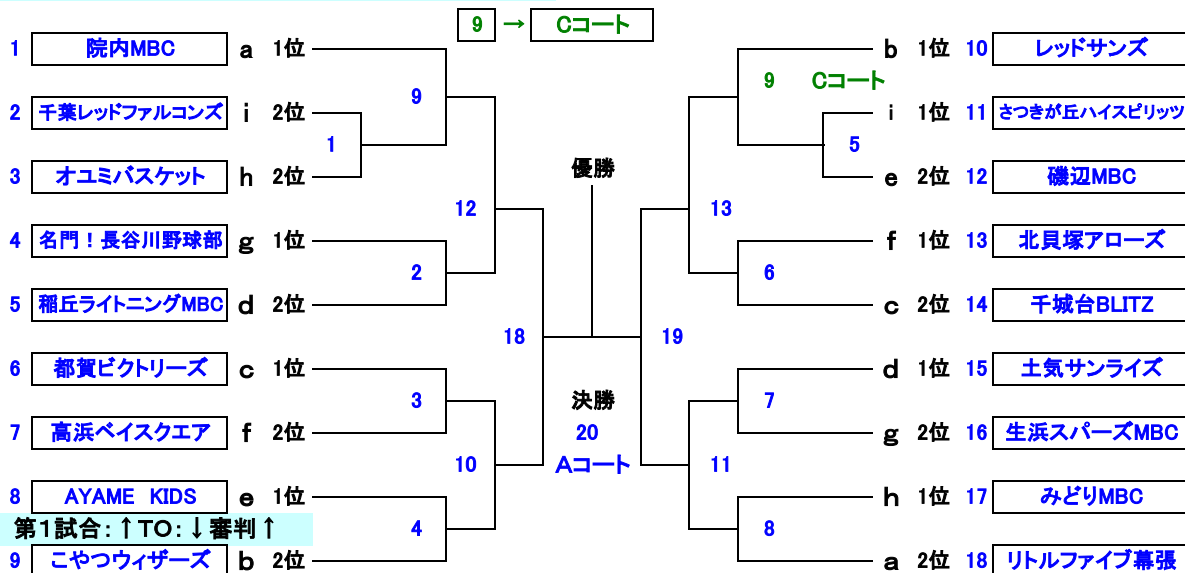 9 → Cコート
1 院内MBC a 1位
2 千葉レッドファルコンズ i 2位
3 オユミバスケット h 2位
4 名門！長谷川野球部 g 1位
5 稲丘ライトニングMBC d 2位
6 都賀ビクトリーズ c 1位
7 高浜ベイスクエア f 2位
8 AYAME KIDS e 1位
第1試合：↑TO：↓審判↑
9 こやつウィザーズ b 2位
9
1
12
2
18
3
10
4
優勝
決勝
20
Aコート
9 Cコート
5
13
6
19
7
11
8
b 1位 10 レッドサンズ
i 1位 11 さつきが丘ハイスピリッツ
e 2位 12 磯辺MBC
f 1位 13 北貝塚アローズ
c 2位 14 千城台BLITZ
d 1位 15 土気サンライズ
g 2位 16 生浜スパーズMBC
h 1位 17 みどりMBC
a 2位 18 リトルファイブ幕張